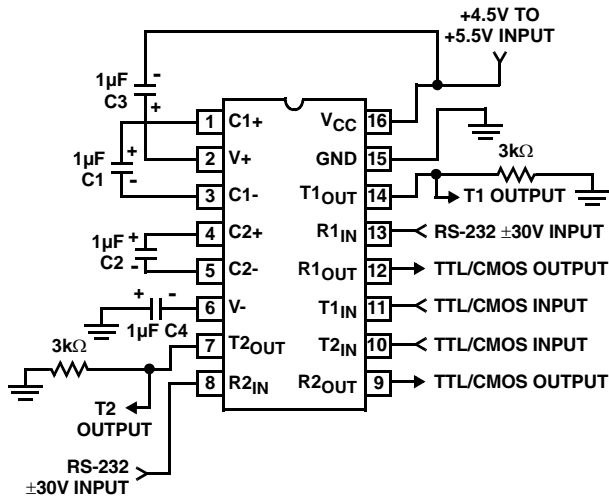 +4.5V TO
+5.5V INPUT
1µF
C3
-
+
1 C1+
VCC 16
1µF
C1
+
-
2 V+
GND 15
3kΩ
3 C1-
T1OUT 14
T1 OUTPUT
1µF
C2
+
-
4 C2+
R1IN 13
RS-232 ±30V INPUT
5 C2-
R1OUT 12
TTL/CMOS OUTPUT
+ -
1µF C4
6 V-
T1IN 11
TTL/CMOS INPUT
3kΩ
7 T2OUT
T2IN 10
TTL/CMOS INPUT
8 R2IN
R2OUT 9
TTL/CMOS OUTPUT
T2
OUTPUT
RS-232
±30V INPUT